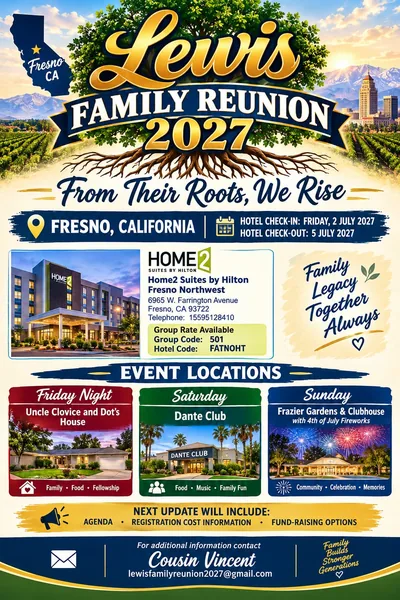 Fresno
CA
Lewis
FAMILY REUNION
2027
From Their Roots, We Rise
FRESNO, CALIFORNIA
HOTEL CHECK-IN: FRIDAY, 2 JULY 2027
HOTEL CHECK-OUT: 5 JULY 2027
HOME2
HOME2
SUITES BY HILTON
Home2 Suites by Hilton
Fresno Northwest
6965 W. Farrington Avenue
Fresno, CA 93722
Telephone: 15595128410
Group Rate Available
Group Code: 501
Hotel Code: FATNOHT
Family
Legacy
Together
Always
EVENT LOCATIONS
Friday Night
Uncle Clovice and Dot's
House
Family • Food • Fellowship
Saturday
Dante Club
DANTE CLUB
Food • Music • Family Fun
Sunday
Frazier Gardens & Clubhouse
with 4th of July Fireworks
Community • Celebration • Memories
NEXT UPDATE WILL INCLUDE:
AGENDA • REGISTRATION COST INFORMATION • FUND-RAISING OPTIONS
For additional information contact
Cousin Vincent
lewisfamilyreunion2027@gmail.com
Family
Builds
Stronger
Generations